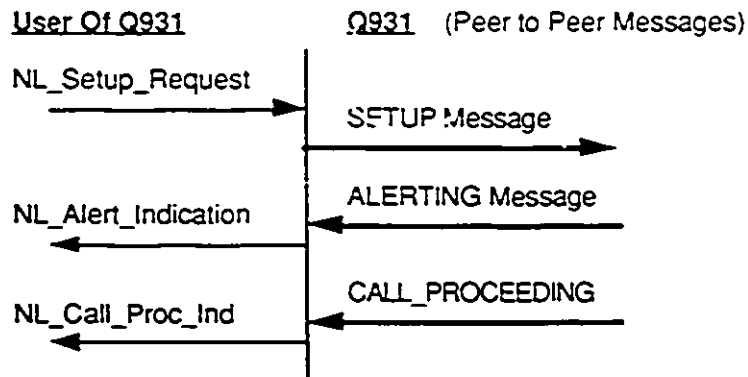 User Of Q931 Q931 (Peer to Peer Messages)
NL_Setup_Request
SETUP Message
ALERTING Message
NL_Alert_Indication
CALL_PROCEEDING
NL_Call_Proc_Ind